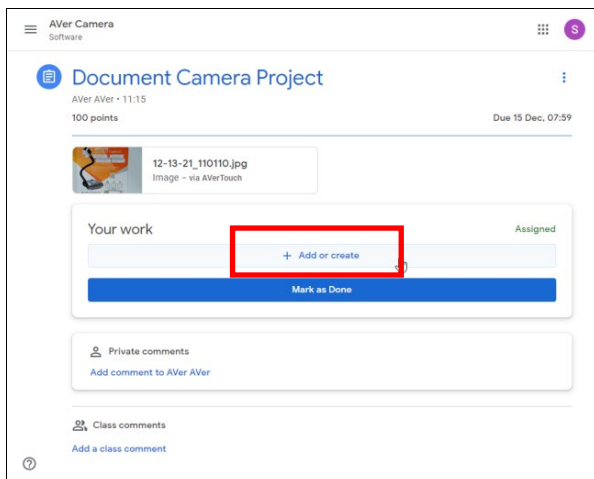 AVer Camera
Software
S
Document Camera Project
AVer AVer • 11:15
100 points
Due 15 Dec, 07:59
12-13-21_110110.jpg
Image – via AVerTouch
Your work
Assigned
+ Add or create
Mark as Done
Private comments
Add comment to AVer AVer
Class comments
Add a class comment
?